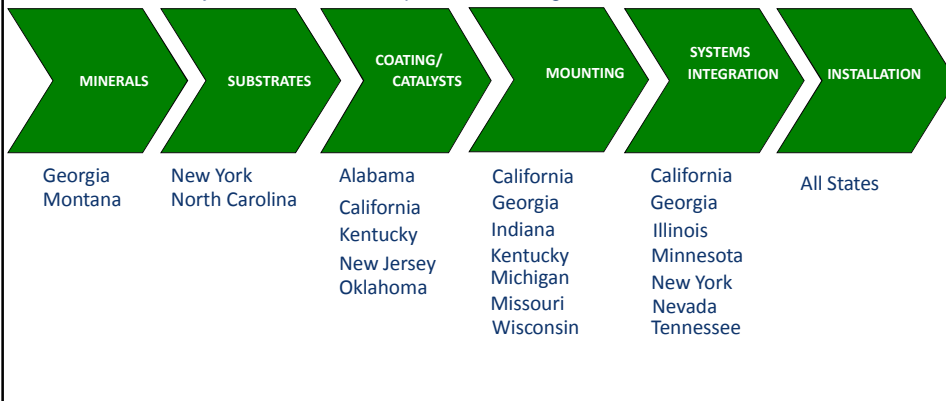 MINERALS
SUBSTRATES
COATING/
CATALYSTS
MOUNTING
SYSTEMS
INTEGRATION
INSTALLATION
Georgia
Montana
New York
North Carolina
Alabama
California
Kentucky
New Jersey
Oklahoma
California
Georgia
Indiana
Kentucky
Michigan
Missouri
Wisconsin
California
Georgia
Illinois
Minnesota
New York
Nevada
Tennessee
All States